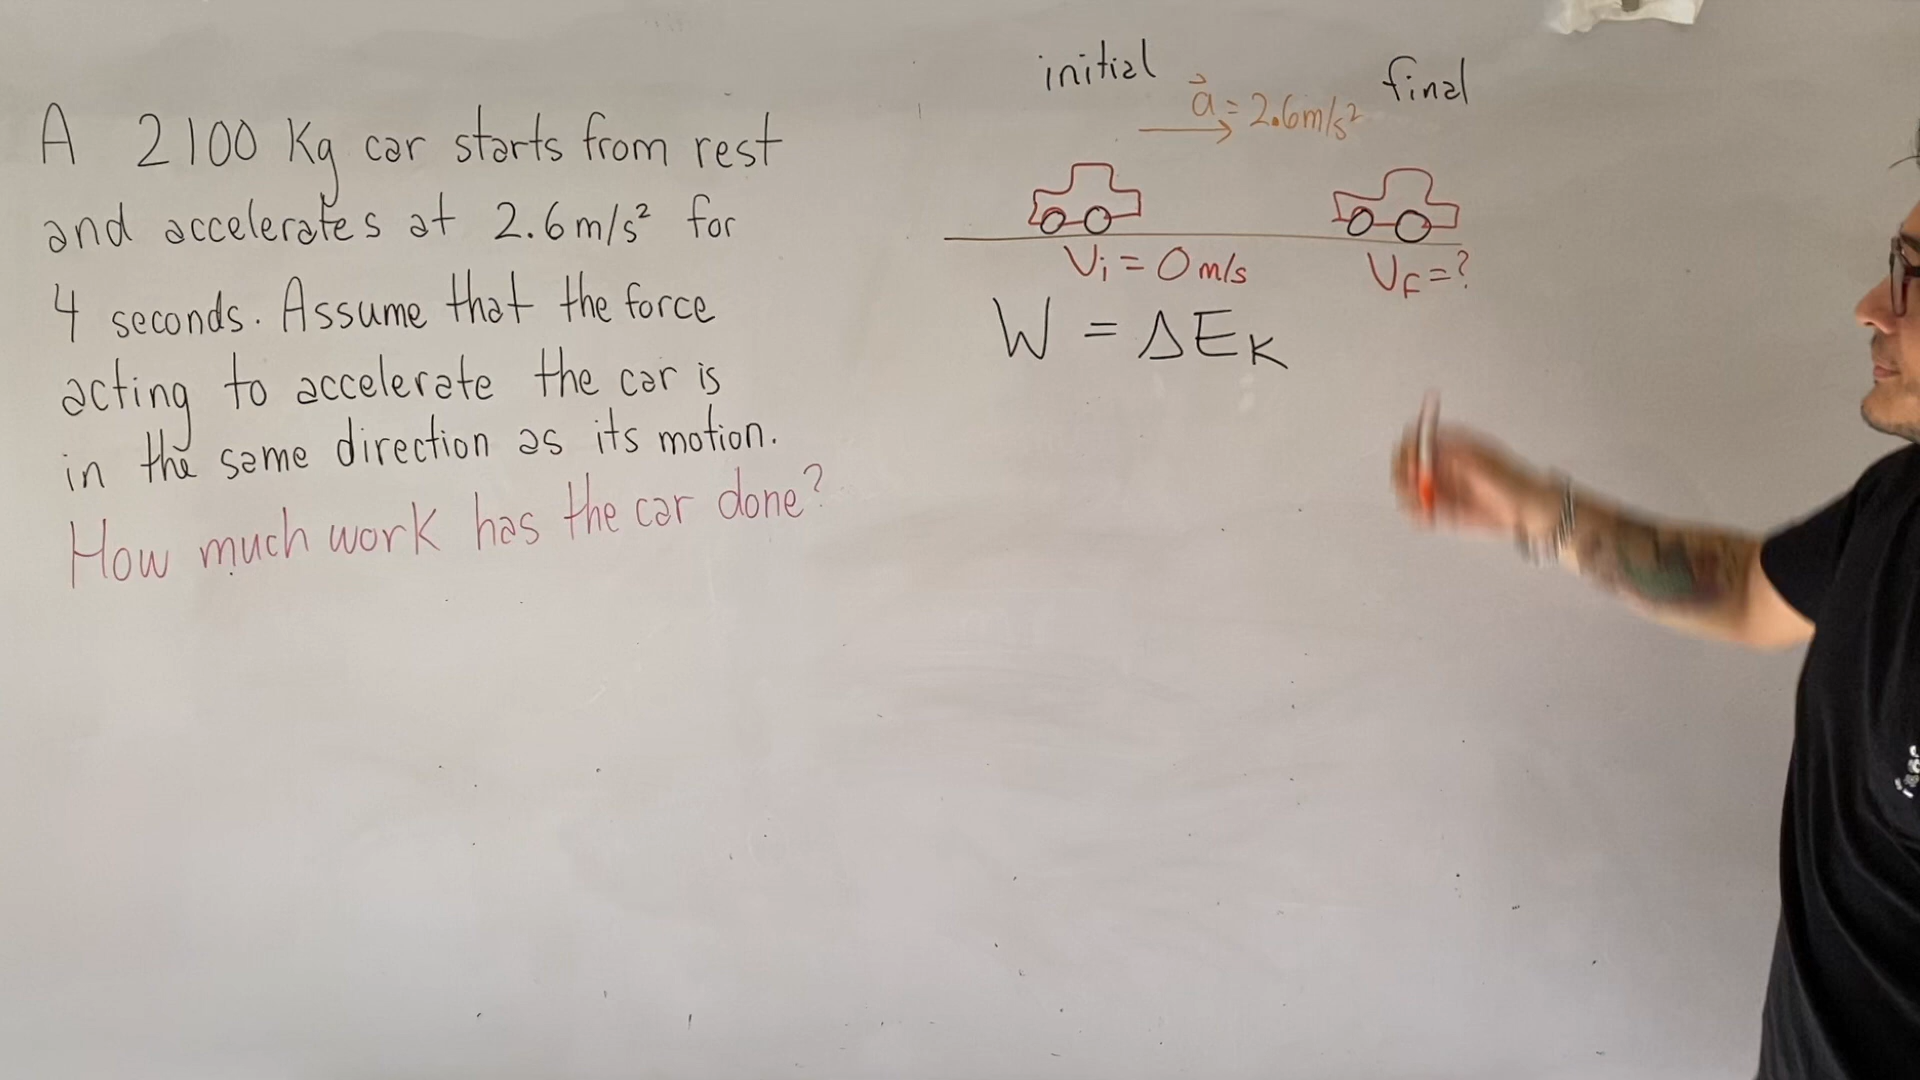 A 2100 Kg car starts from rest
and accelerates at 2.6 m/s² for
4 seconds. Assume that the force
acting to accelerate the car is
in the same direction as its motion.
How much work has the car done?
initial
final
a⃗ = 2.6 m/s²
Vi = 0 m/s
Vf = ?
W = ΔEK